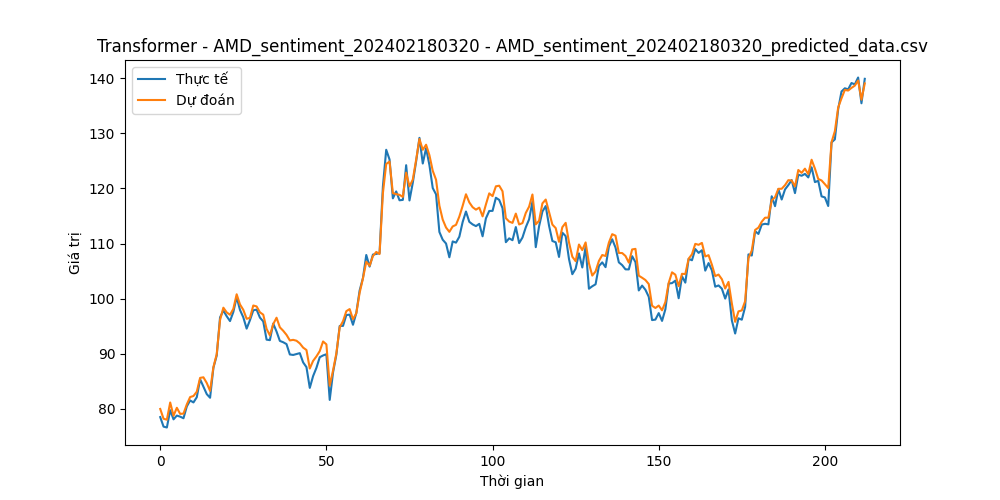 Transformer - AMD_sentiment_202402180320 - AMD_sentiment_202402180320_predicted_data.csv
Thực tế
Dự đoán
140
130
120
110
100
90
80
Giá trị
0
50
100
150
200
Thời gian